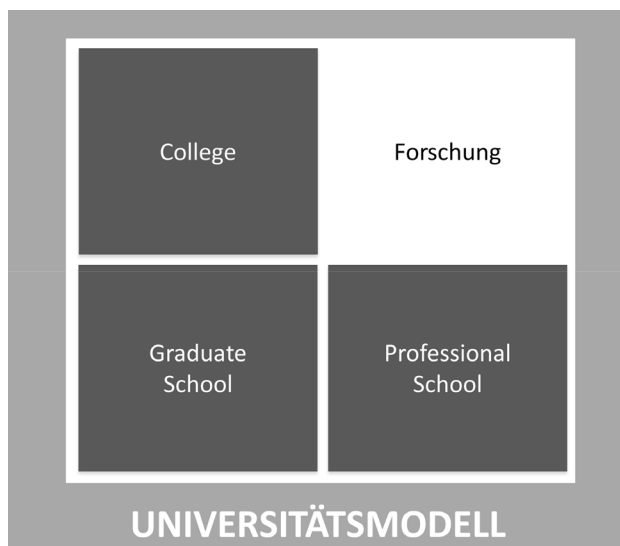 College
Forschung
Graduate
School
Professional
School
UNIVERSITÄTSMODELL